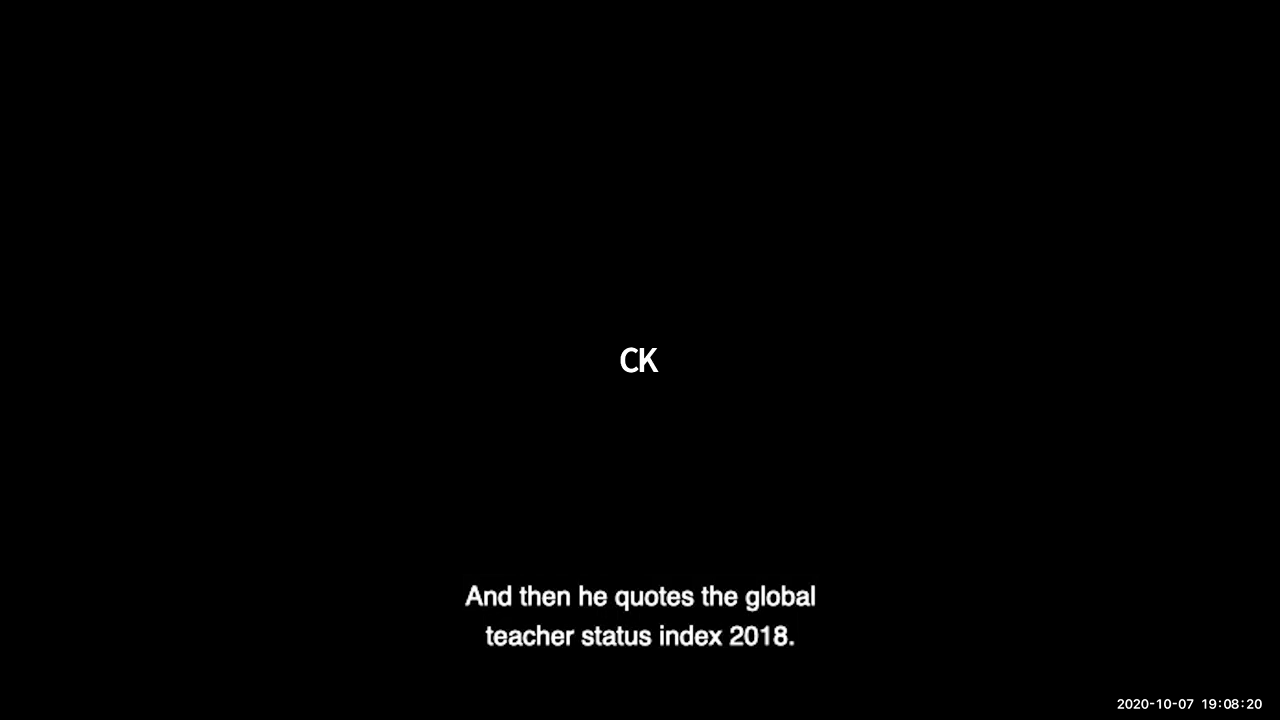 CK
And then he quotes the global
teacher status index 2018.
2020-10-07 19:08:20